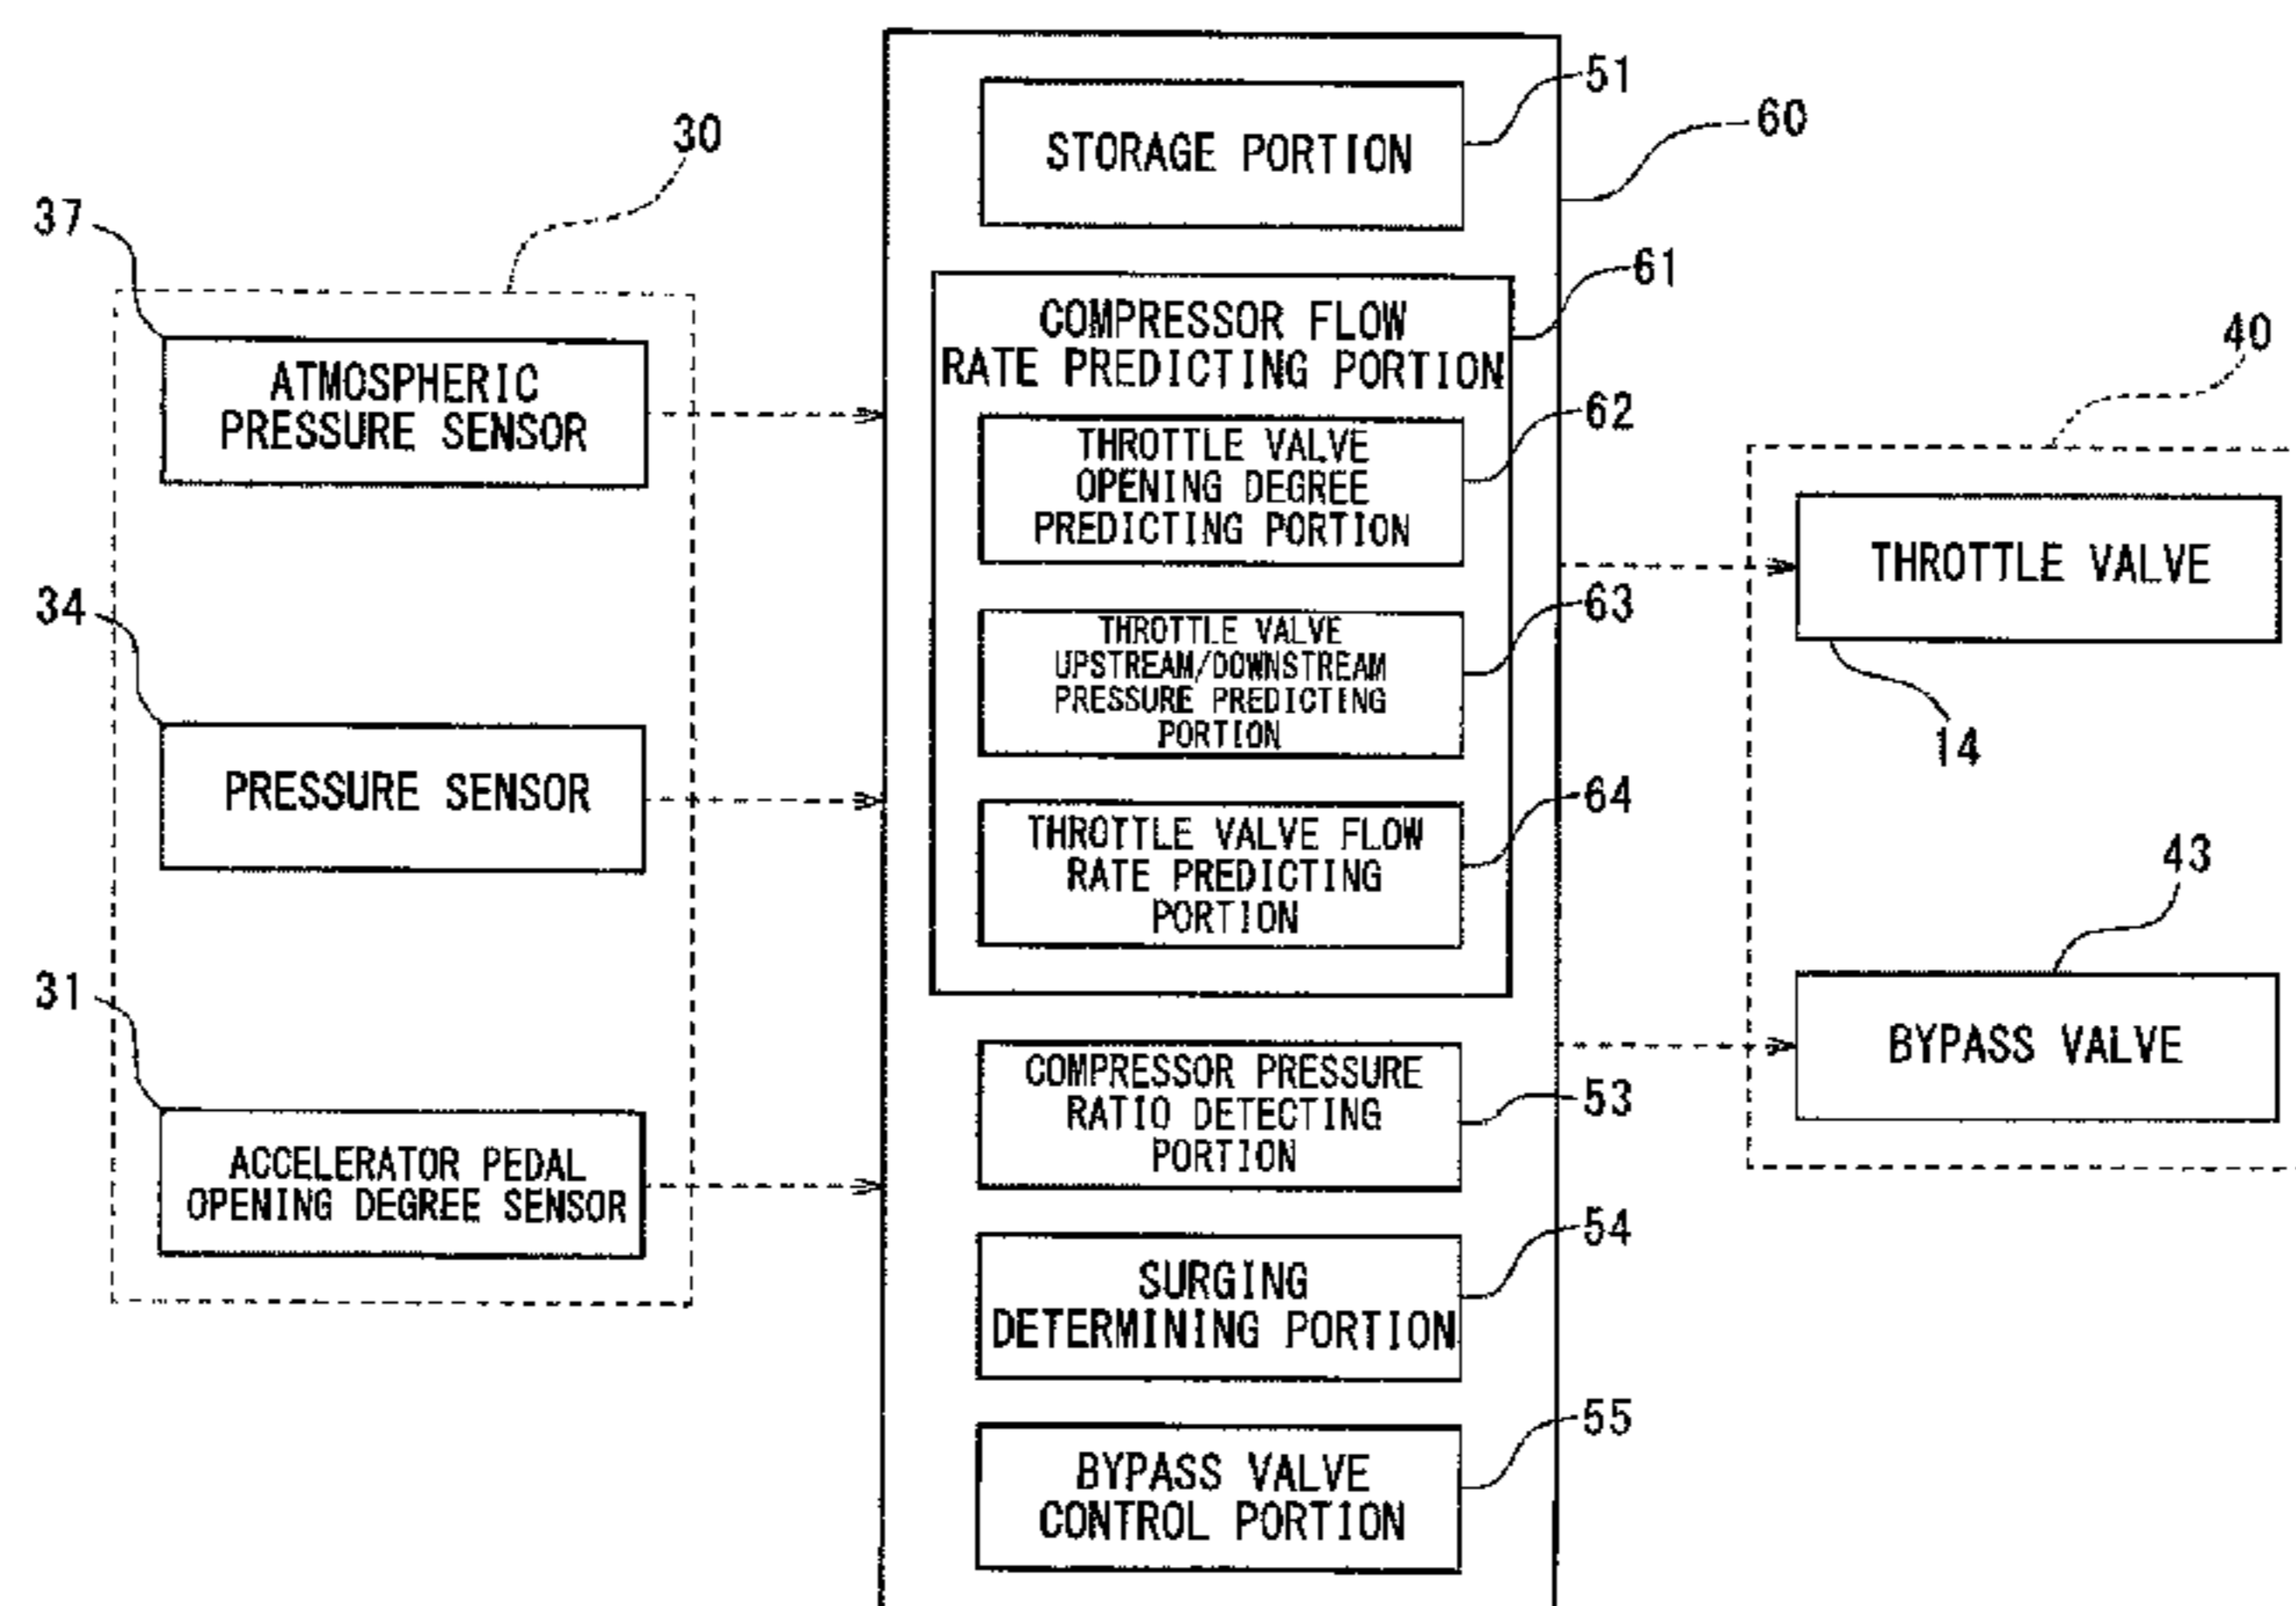 30
37
ATMOSPHERIC
PRESSURE SENSOR
34
PRESSURE SENSOR
31
ACCELERATOR PEDAL
OPENING DEGREE SENSOR
51
STORAGE PORTION
60
61
COMPRESSOR FLOW
RATE PREDICTING PORTION
62
THROTTLE VALVE
OPENING DEGREE
PREDICTING PORTION
63
THROTTLE VALVE
UPSTREAM/DOWNSTREAM
PRESSURE PREDICTING
PORTION
64
THROTTLE VALVE FLOW
RATE PREDICTING
PORTION
COMPRESSOR PRESSURE
RATIO DETECTING
PORTION
53
54
SURGING
DETERMINING PORTION
55
BYPASS VALVE
CONTROL PORTION
40
THROTTLE VALVE
14
43
BYPASS VALVE